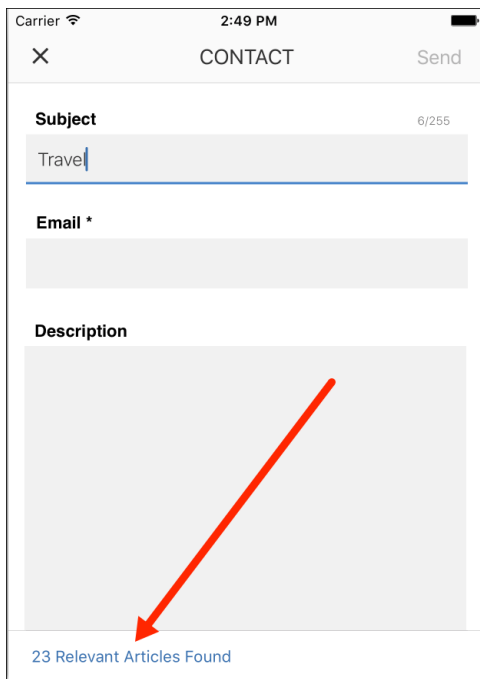 Carrier 2:49 PM
CONTACT Send
Subject 6/255
Travel
Email *
Description
23 Relevant Articles Found